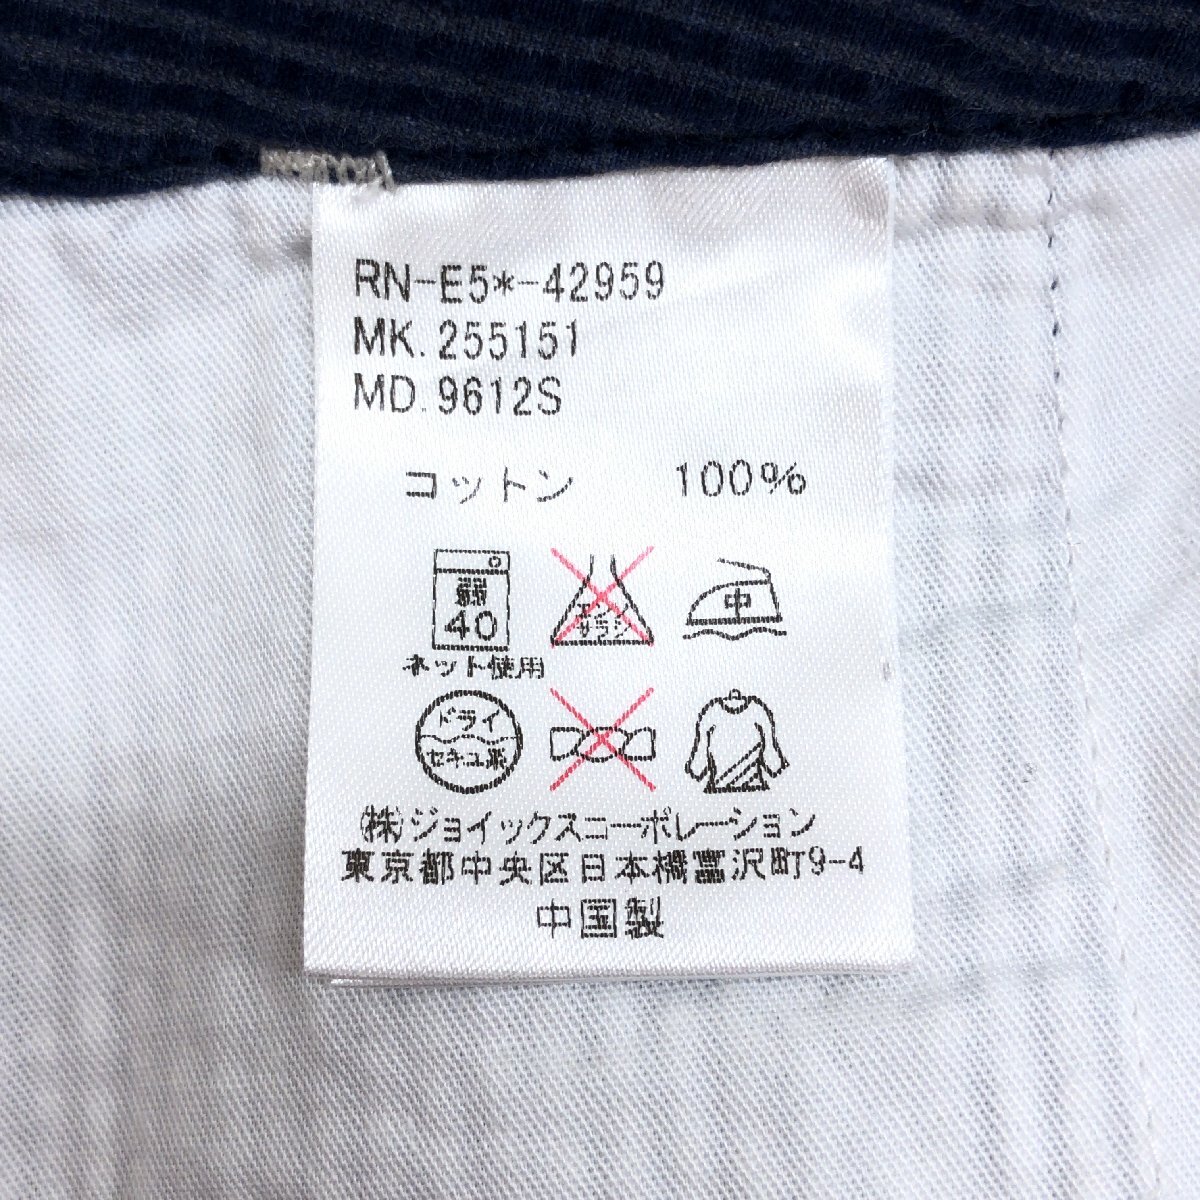 RN-E5*-42959
MK.255151
MD.9612S
コットン 100%
弱
40
エンソ
サラシ
中
ネット使用
ドライ
セキユ系
(株)ジョイックスコーポレーション
東京都中央区日本橋富沢町9-4
中国製